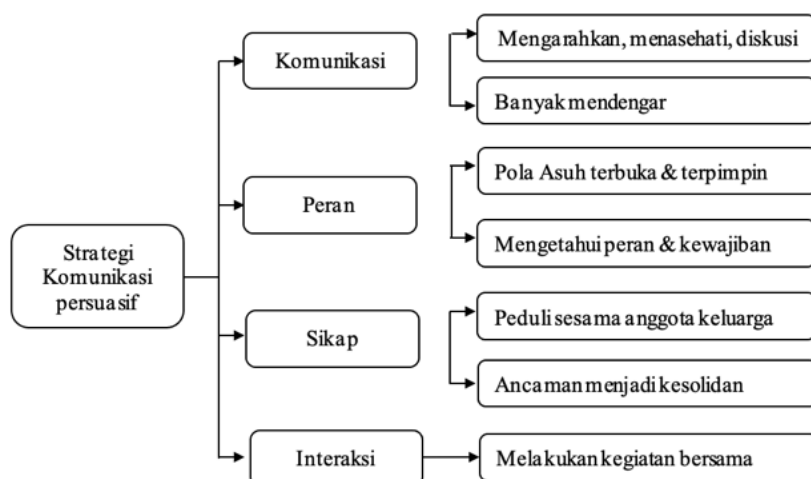 Strategi
Komunikasi
persuasif
Komunikasi
Mengarahkan, menasehati, diskusi
Banyak mendengar
Peran
Pola Asuh terbuka & terpimpin
Mengetahui peran & kewajiban
Sikap
Peduli sesama anggota keluarga
Ancaman menjadi kesolidan
Interaksi
Melakukan kegiatan bersama